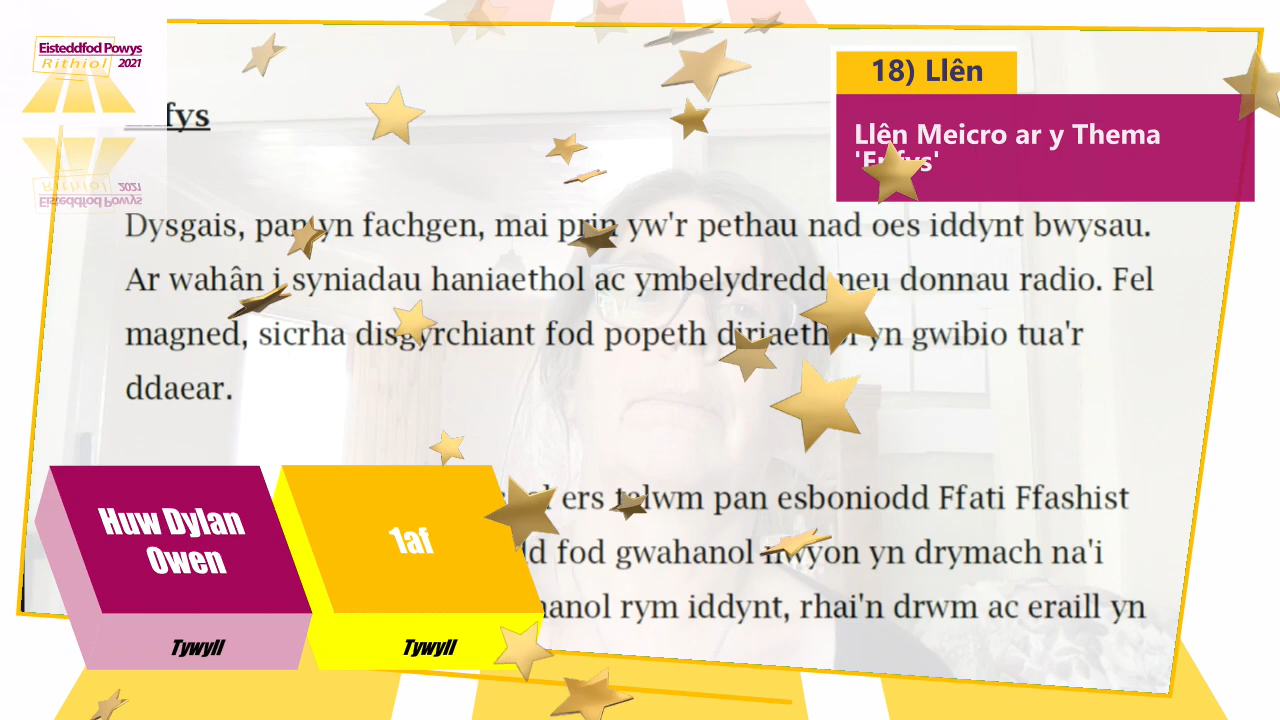 Eisteddfod Powys
Rithiol 2021
18) Llên
Llên Meicro ar y Thema
Dysgais, pan yn fachgen, mai prin yw'r pethau nad oes iddynt bwysau.
Ar wahân i syniadau haniaethol ac ymbelydredd neu donnau radio. Fel
magned, sicrha disgyrchiant fod popeth diriaethol yn gwibio tua'r
ddaear.
ers talwm pan esboniodd Ffati Ffashist
fod gwahanol nwyon yn drymach na'i
rym iddynt, rhai'n drwm ac eraill yn
Huw Dylan
Owen
Tywyll
1af
Tywyll